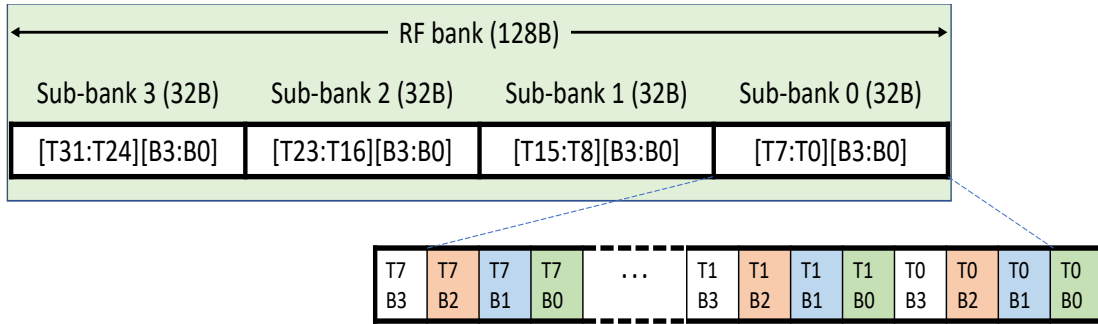 RF bank (128B)
Sub-bank 3 (32B) Sub-bank 2 (32B) Sub-bank 1 (32B) Sub-bank 0 (32B)
[T31:T24][B3:B0] [T23:T16][B3:B0] [T15:T8][B3:B0] [T7:T0][B3:B0]
T7 T7 T7 T7 ... T1 T1 T1 T1 T0 T0 T0 T0
B3 B2 B1 B0 B3 B2 B1 B0 B3 B2 B1 B0